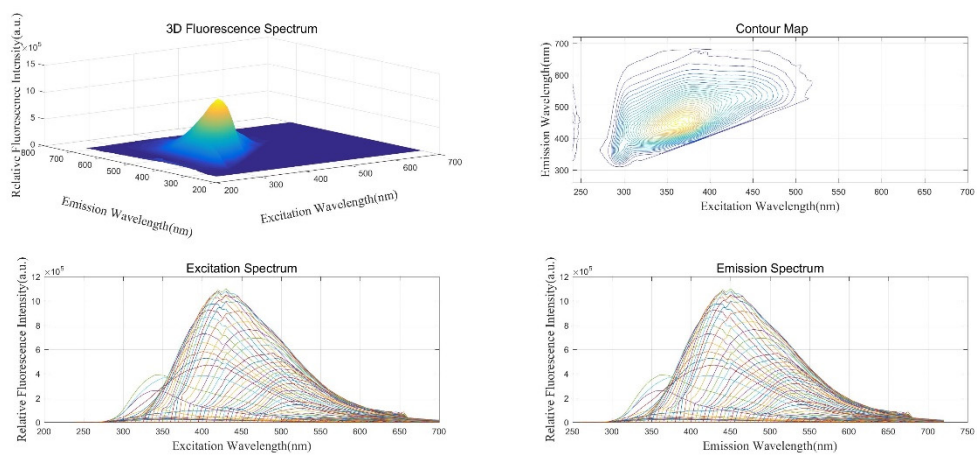 3D Fluorescence Spectrum
Relative Fluorescence Intensity(a.u.)
×10⁵
15
10
5
0
800
700
600
500
400
300
200
Emission Wavelength(nm)
200
300
400
500
600
700
Excitation Wavelength(nm)
Contour Map
Emission Wavelength(nm)
700
600
500
400
300
250 300 350 400 450 500 550 600 650 700
Excitation Wavelength(nm)
Excitation Spectrum
Relative Fluorescence Intensity(a.u.)
×10⁵
12
10
8
6
4
2
0
200 250 300 350 400 450 500 550 600 650 700
Excitation Wavelength(nm)
Emission Spectrum
Relative Fluorescence Intensity(a.u.)
×10⁵
12
10
8
6
4
2
0
250 300 350 400 450 500 550 600 650 700 750
Emission Wavelength(nm)